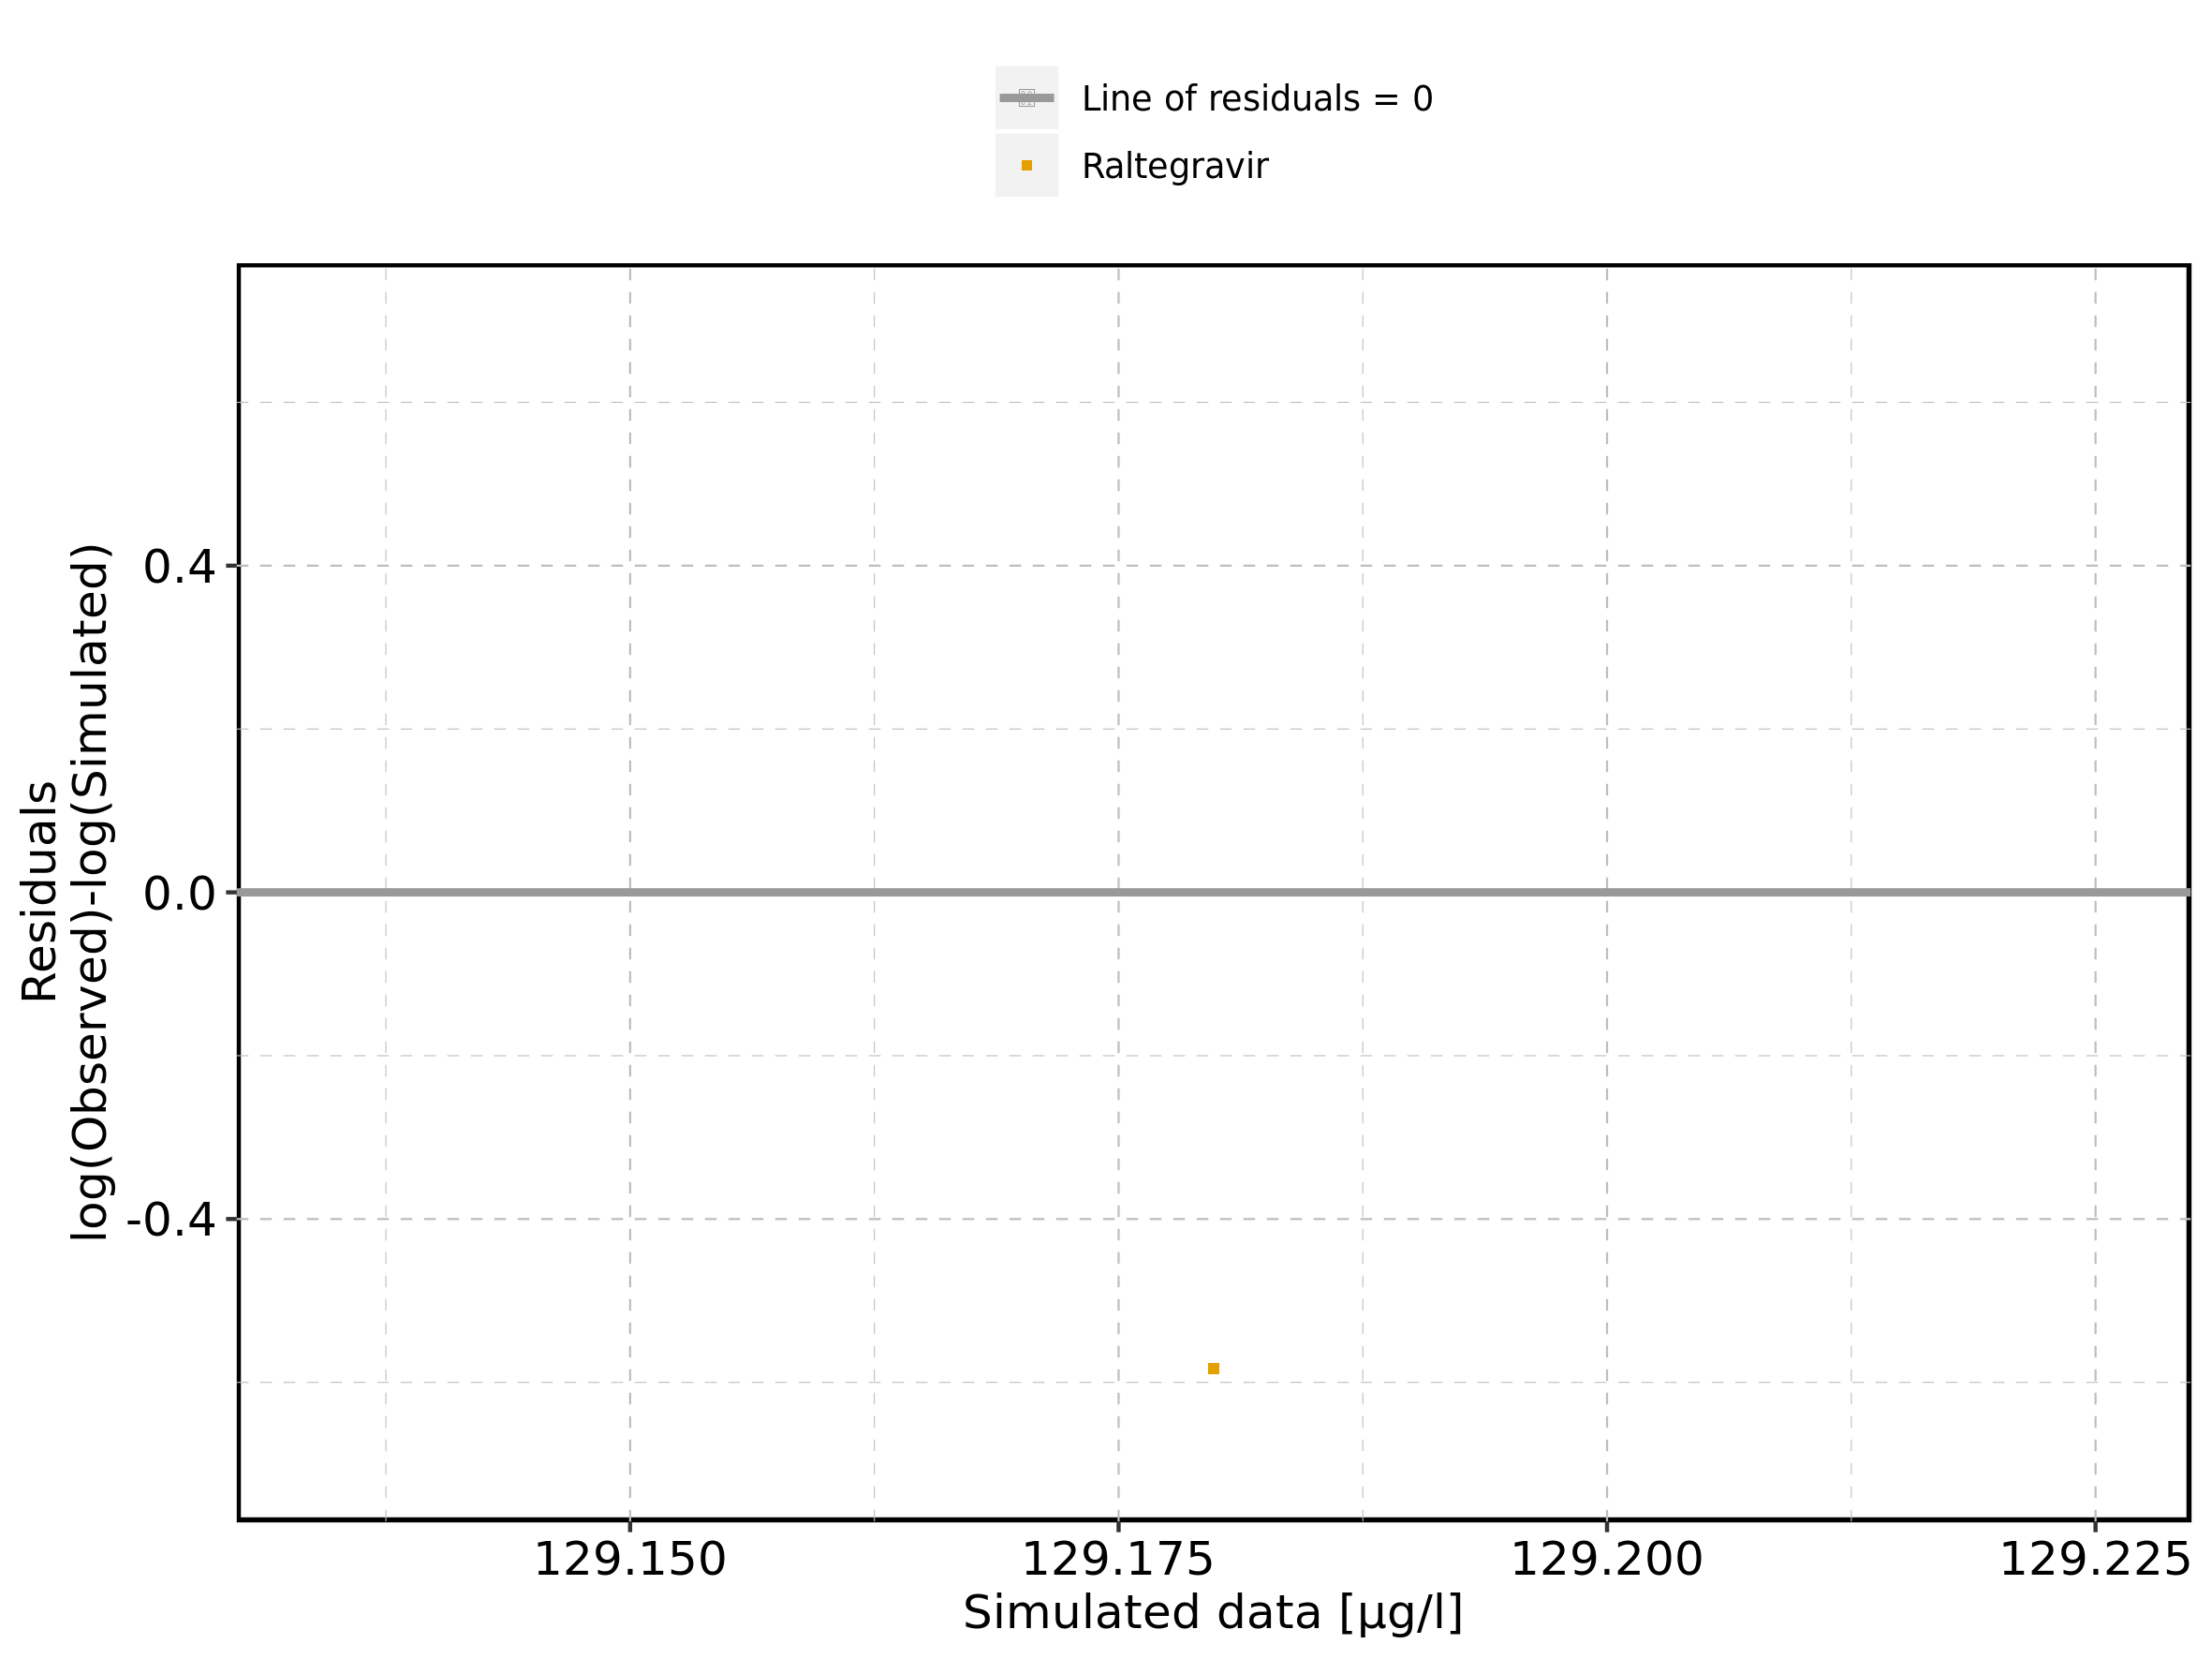 Line of residuals = 0
Raltegravir
Residuals
log(Observed)-log(Simulated)
0.4
0.0
-0.4
129.150
129.175
129.200
129.225
Simulated data [µg/l]